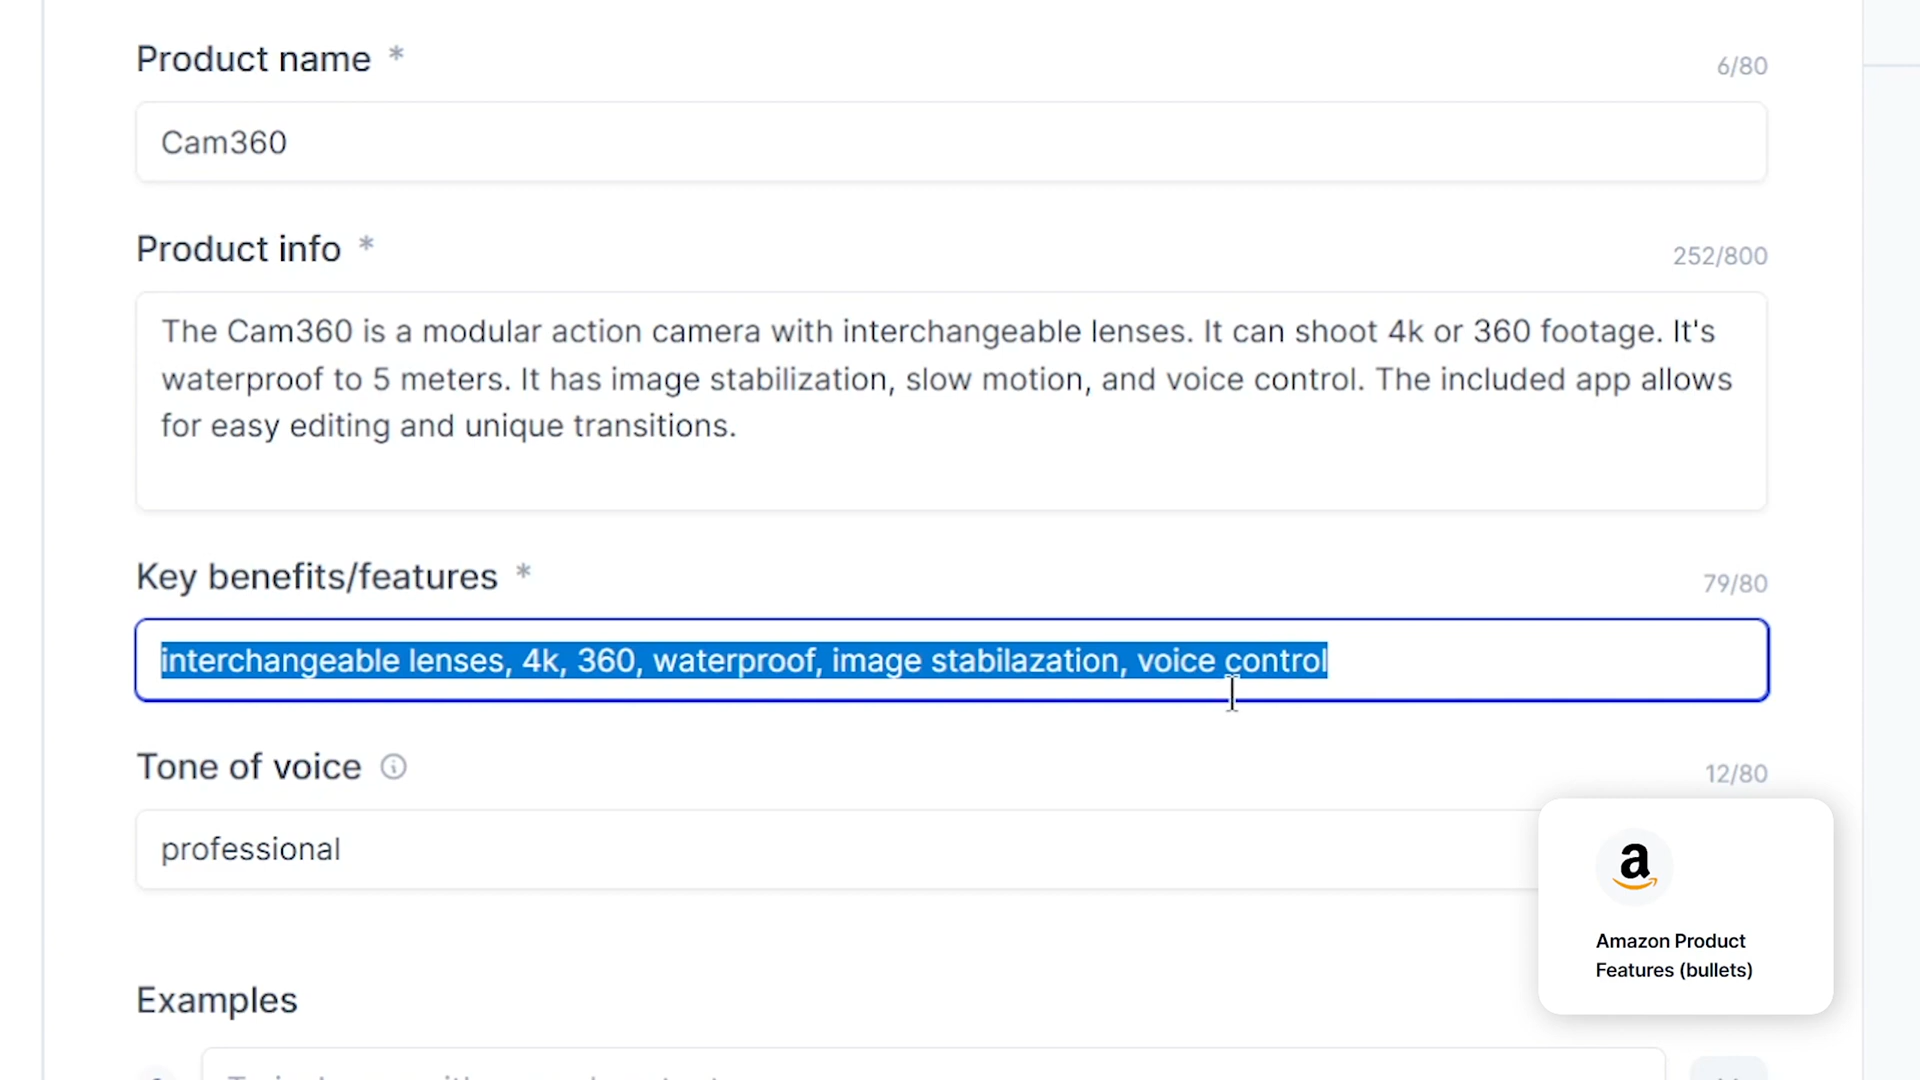 Product name *
6/80
Cam360
Product info *
252/800
The Cam360 is a modular action camera with interchangeable lenses. It can shoot 4k or 360 footage. It's
waterproof to 5 meters. It has image stabilization, slow motion, and voice control. The included app allows
for easy editing and unique transitions.
Key benefits/features *
79/80
interchangeable lenses, 4k, 360, waterproof, image stabilazation, voice control
Tone of voice
12/80
professional
a
Amazon Product
Features (bullets)
Examples